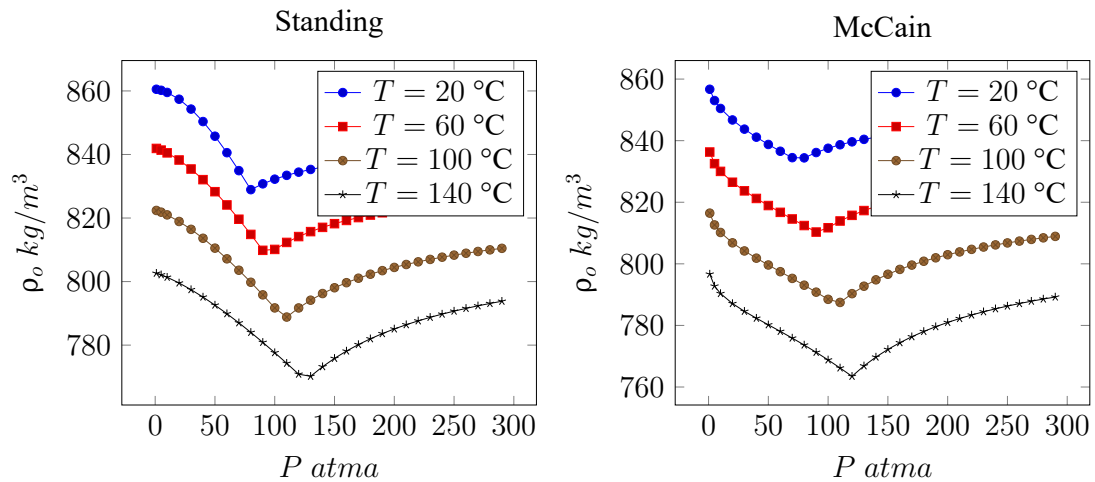 Standing
860
840
820
800
780
0 50 100 150 200 250 300
P atma
ρo kg/m³
T = 20 °C
T = 60 °C
T = 100 °C
T = 140 °C
McCain
860
840
820
800
780
760
0 50 100 150 200 250 300
P atma
ρo kg/m³
T = 20 °C
T = 60 °C
T = 100 °C
T = 140 °C